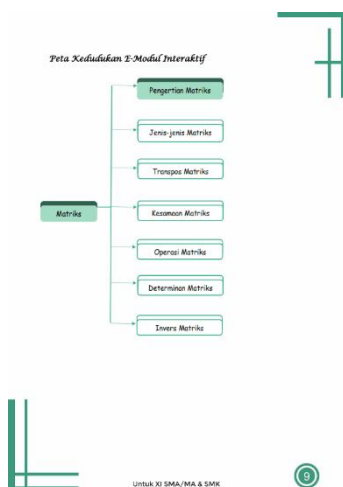 Peta Kedudukan E-Modul Interaktif
Pengertian Matriks
Jenis-jenis Matriks
Transpos Matriks
Matriks
Kesamaan Matriks
Operasi Matriks
Determinan Matriks
Invers Matriks
Untuk XI SMA/MA & SMK
9